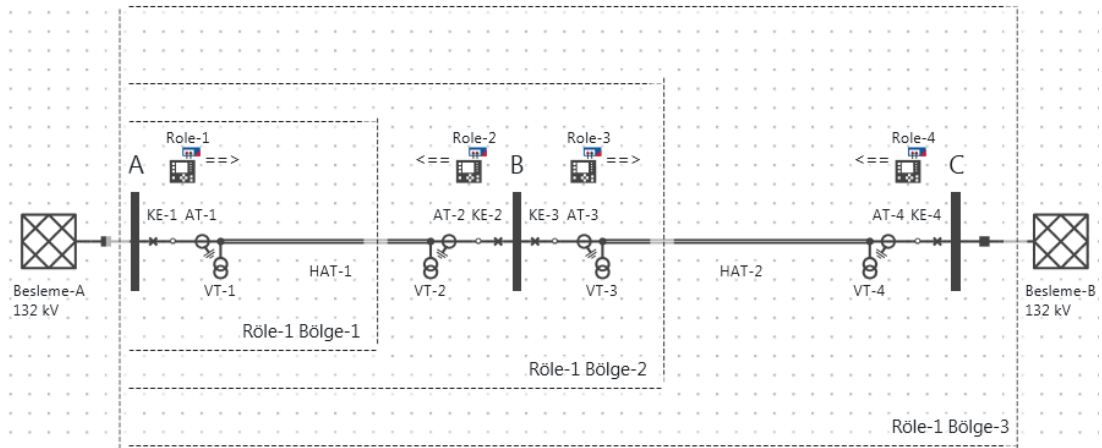 Role-1
Role-2
Role-3
Role-4
==>
<==
==>
<==
A
B
C
KE-1 AT-1
AT-2 KE-2
KE-3 AT-3
AT-4 KE-4
HAT-1
HAT-2
VT-1
VT-2
VT-3
VT-4
Besleme-A
132 kV
Besleme-B
132 kV
Röle-1 Bölge-1
Röle-1 Bölge-2
Röle-1 Bölge-3